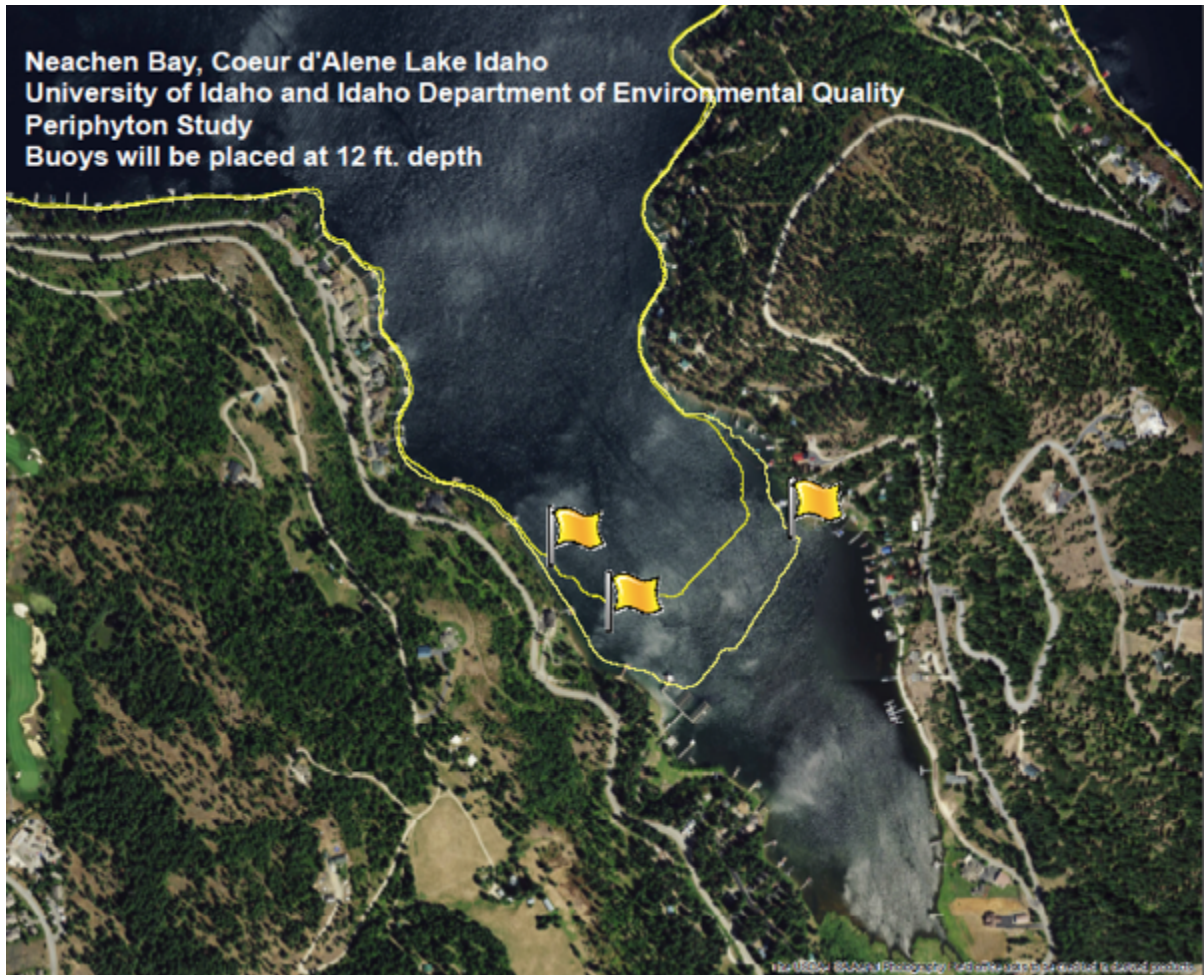 Neachen Bay, Coeur d'Alene Lake Idaho
University of Idaho and Idaho Department of Environmental Quality
Periphyton Study
Buoys will be placed at 12 ft. depth